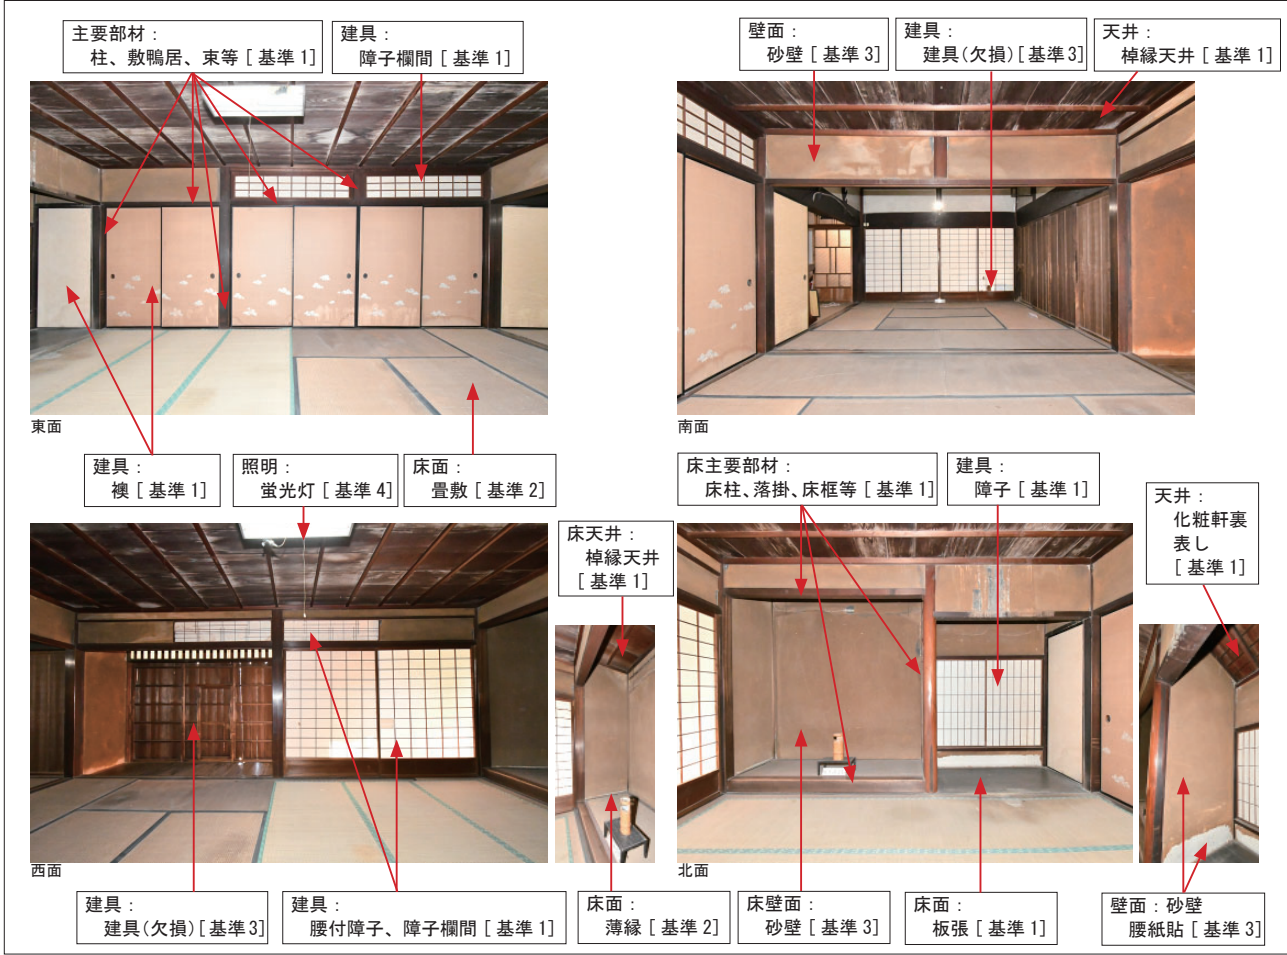 主要部材：
柱、敷鴨居、束等 [ 基準 1]
建具：
障子欄間 [ 基準 1]
壁面：
砂壁 [ 基準 3]
建具：
建具(欠損) [ 基準 3]
天井：
棹縁天井 [ 基準 1]
東面
南面
建具：
襖 [ 基準 1]
照明：
蛍光灯 [ 基準 4]
床面：
畳敷 [ 基準 2]
床主要部材：
床柱、落掛、床框等 [ 基準 1]
建具：
障子 [ 基準 1]
床天井：
棹縁天井
[ 基準 1]
天井：
化粧軒裏
表し
[ 基準 1]
西面
北面
建具：
建具(欠損) [ 基準 3]
建具：
腰付障子、障子欄間 [ 基準 1]
床面：
薄縁 [ 基準 2]
床壁面：
砂壁 [ 基準 3]
床面：
板張 [ 基準 1]
壁面：砂壁
腰紙貼 [ 基準 3]